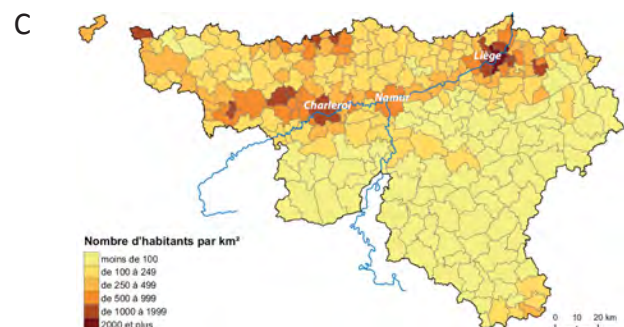 C
Liège
Namur
Charleroi
Nombre d'habitants par km²
moins de 100
de 100 à 249
de 250 à 499
de 500 à 999
de 1000 à 1999
2000 et plus
0 10 20 km